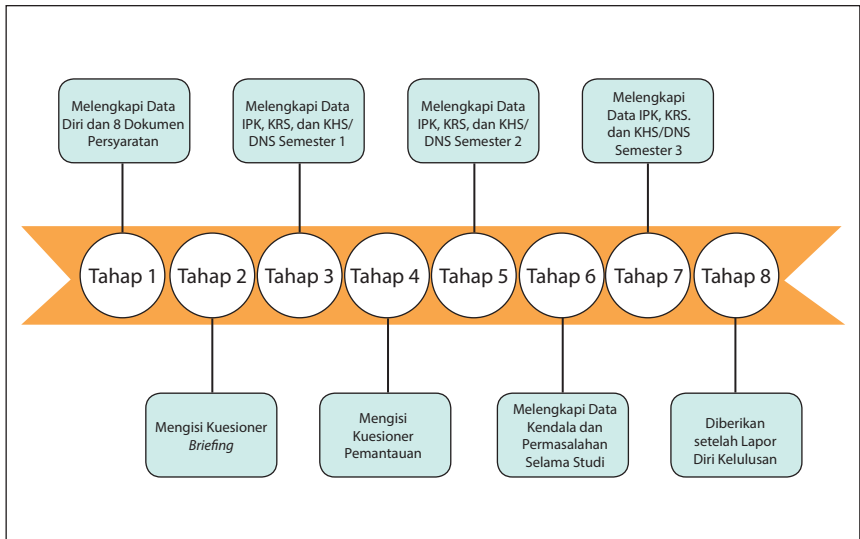 Melengkapi Data
Diri dan 8 Dokumen
Persyaratan
Melengkapi Data
IPK, KRS, dan KHS/
DNS Semester 1
Melengkapi Data
IPK, KRS, dan KHS/
DNS Semester 2
Melengkapi
Data IPK, KRS.
dan KHS/DNS
Semester 3
Tahap 1
Tahap 2
Tahap 3
Tahap 4
Tahap 5
Tahap 6
Tahap 7
Tahap 8
Mengisi Kuesioner
Briefing
Mengisi
Kuesioner
Pemantauan
Melengkapi Data
Kendala dan
Permasalahan
Selama Studi
Diberikan
setelah Lapor
Diri Kelulusan